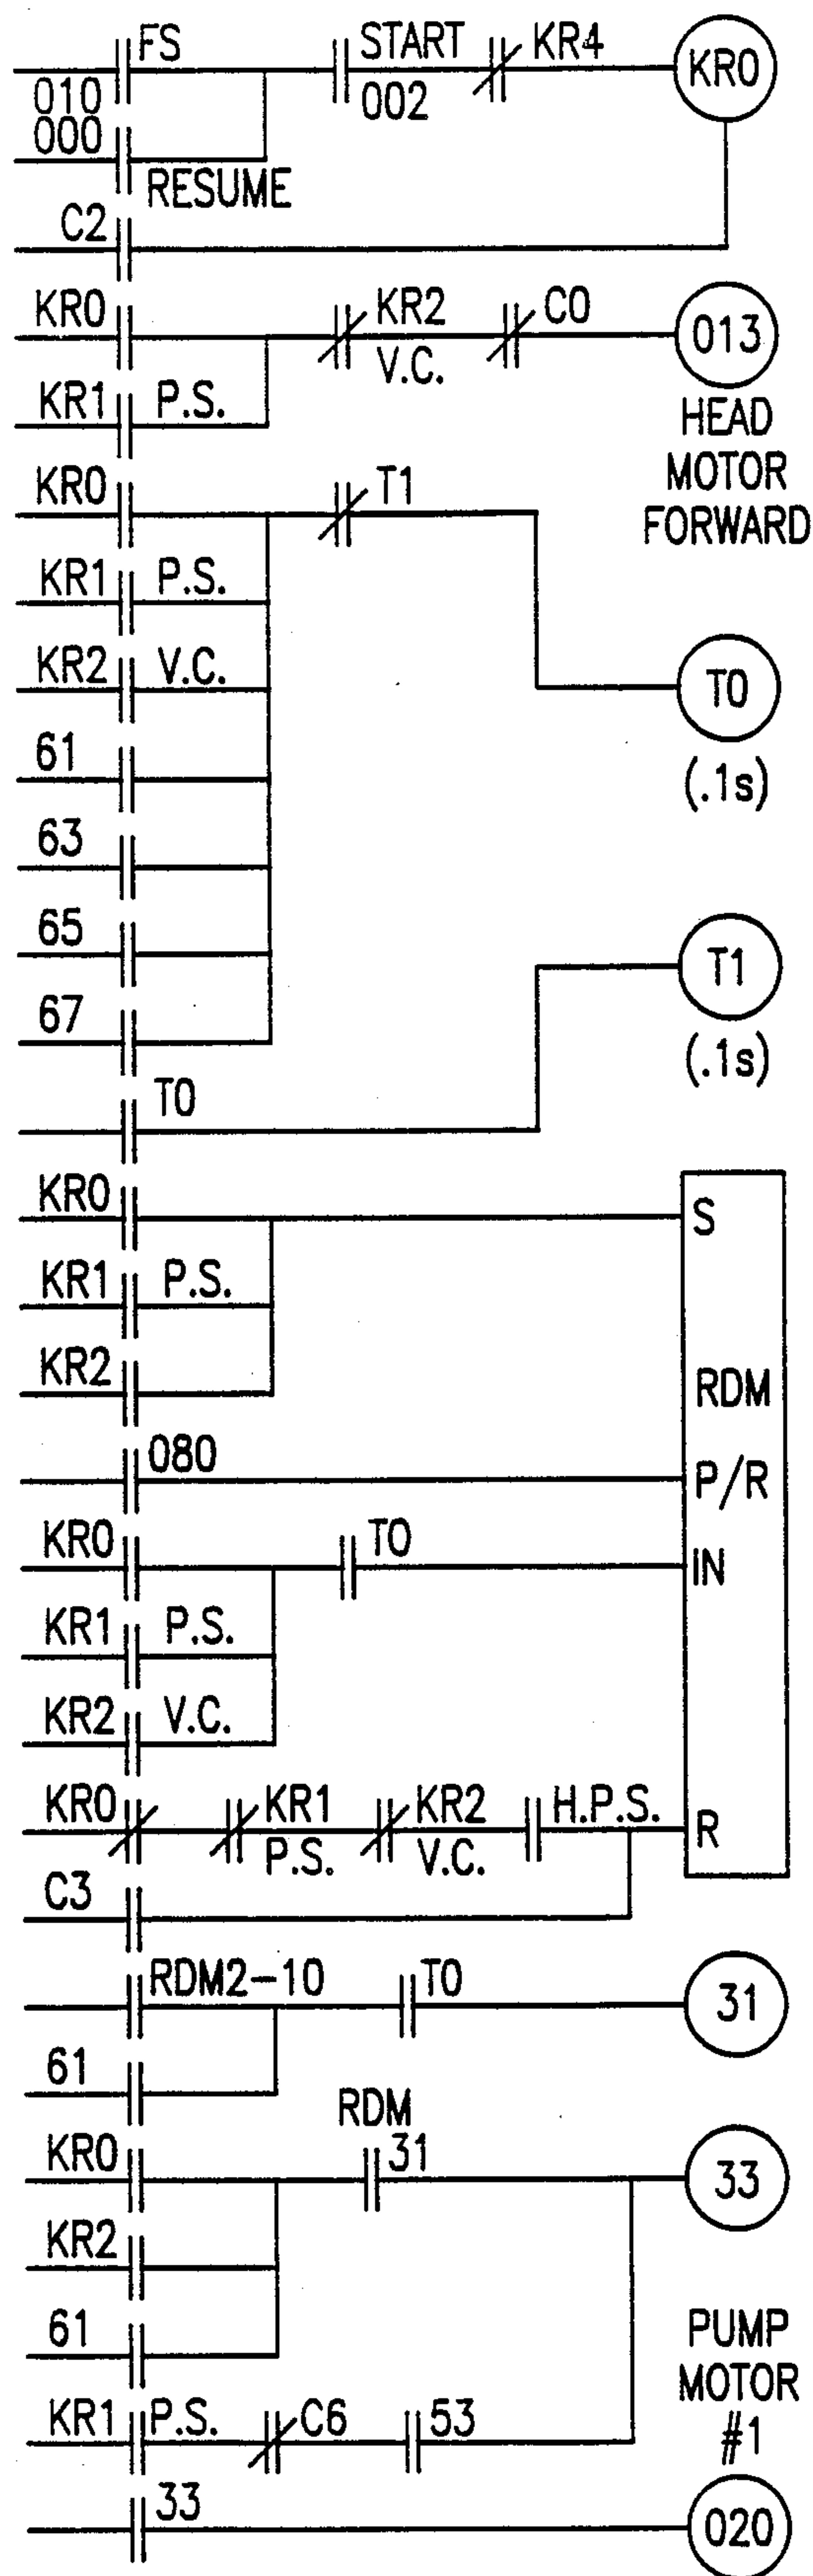 FS START KR4 KR0
010 002
000
RESUME
C2
KR0 KR2 C0 013
V.C.
KR1 P.S. HEAD
MOTOR
FORWARD
KR0 T1
KR1 P.S.
KR2 V.C. T0
(.1s)
61
63
65 T1
67 (.1s)
T0
KR0 S
KR1 P.S.
KR2 RDM
080 P/R
KR0 T0 IN
KR1 P.S.
KR2 V.C.
KR0 KR1 KR2 H.P.S. R
P.S. V.C.
C3
RDM2-10 T0 31
61
RDM
KR0 31 33
KR2
61 PUMP
MOTOR
#1
KR1 P.S. C6 53
33 020